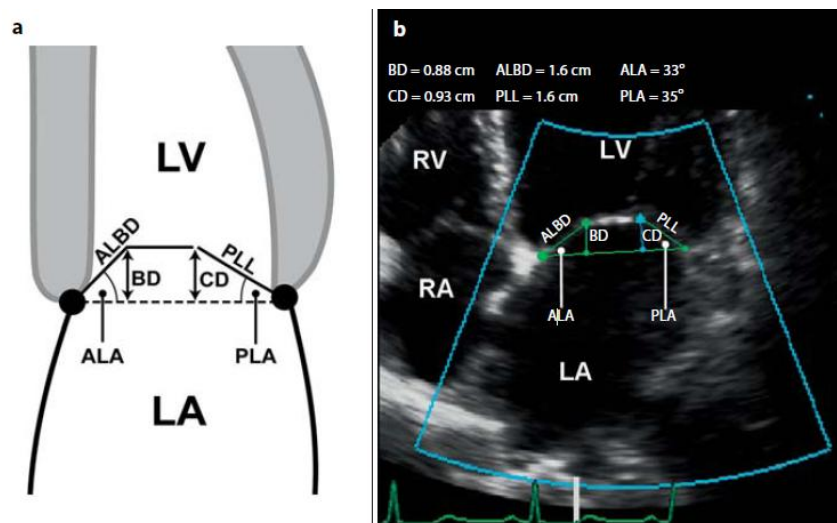 a
LV
ALBD
PLL
BD
CD
ALA
PLA
LA
b
BD = 0.88 cm ALBD = 1.6 cm ALA = 33°
CD = 0.93 cm PLL = 1.6 cm PLA = 35°
RV
LV
ALBD
BD
CD
PLL
RA
ALA
PLA
LA